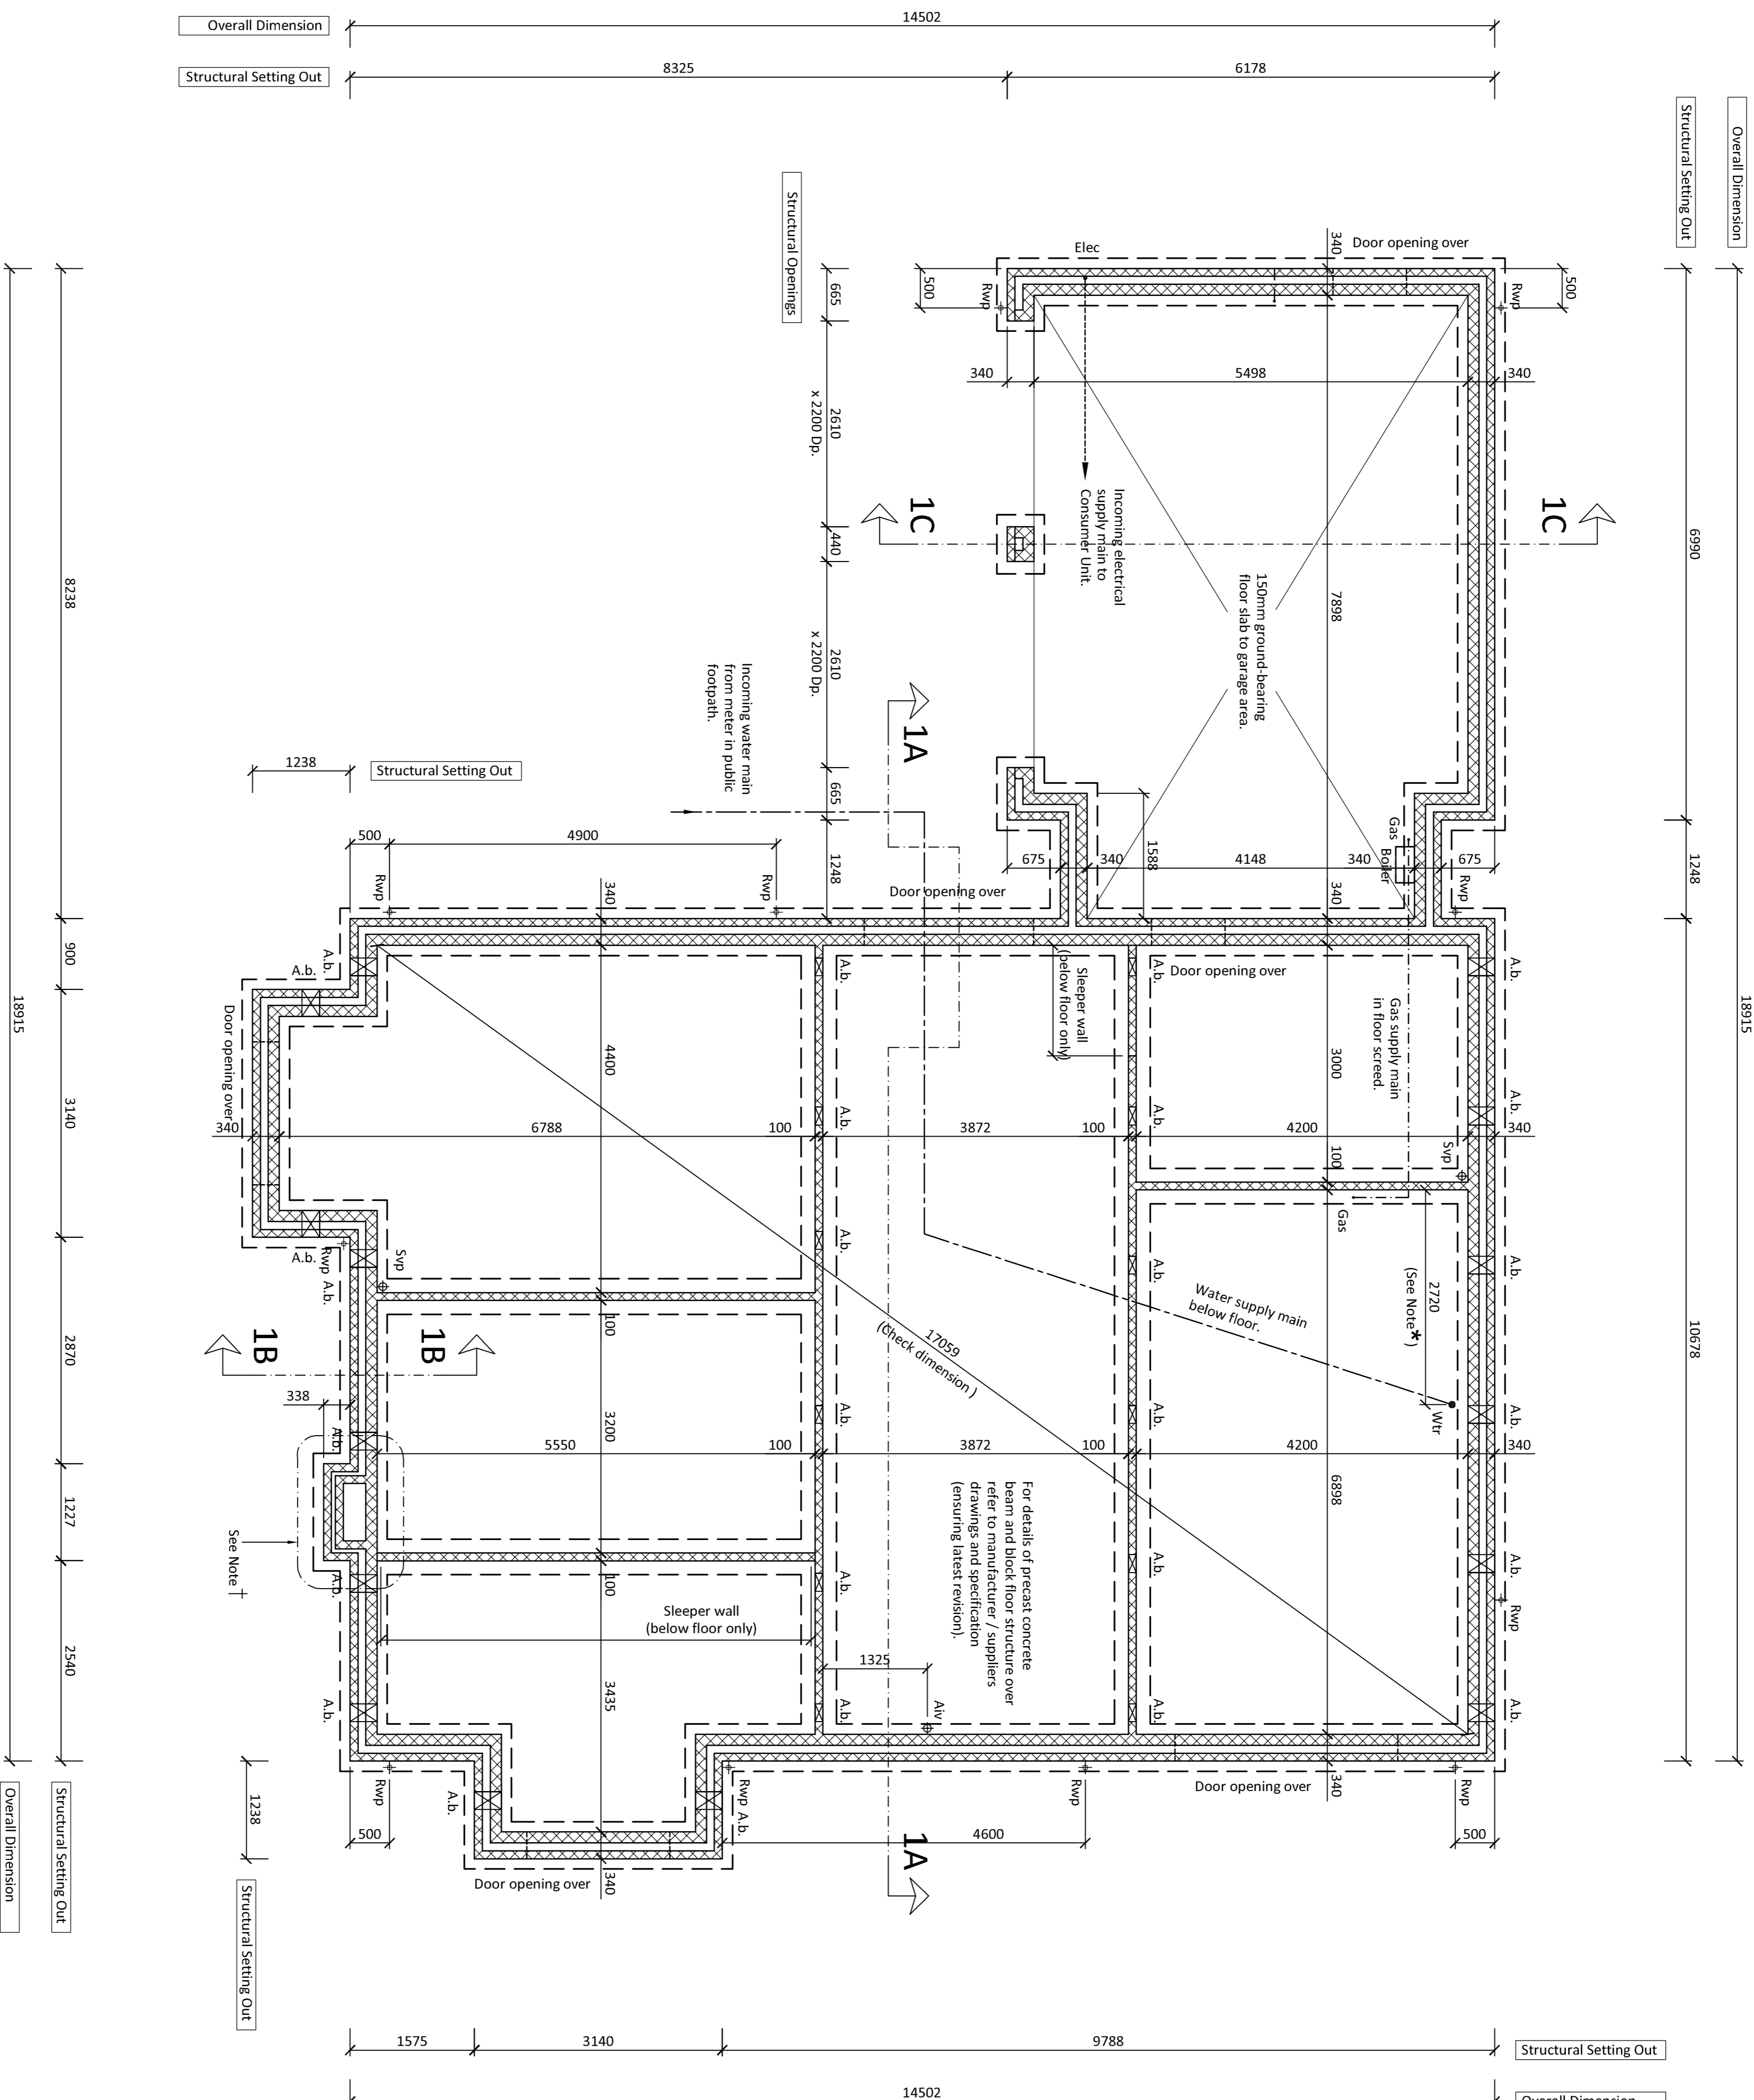 14502
Overall Dimension
8325
6178
Structural Setting Out
Structural Setting Out
Overall Dimension
Structural Openings
Elec
340
Door opening over
500
Rwp
665
Rwp
500
340
5498
340
2610
x 2200 Dp.
1C
1C
Incoming electrical
supply main to
Consumer Unit.
440
6990
150mm ground-bearing
floor slab to garage area.
7898
8238
2610
x 2200 Dp.
Incoming water main
from meter in public
footpath.
1A
1238
Structural Setting Out
665
500
4900
1248
1588
Gas
Boiler
675
340
4148
340
675
1248
Rwp
Rwp
340
Door opening over
340
Rwp
900
A.b.
A.b.
A.b.
Sleeper wall
(below floor only)
A.b.
Door opening over
A.b.
Gas supply main
in floor screed.
18915
18915
Door opening over
4400
3000
3140
A.b.
A.b.
A.b.
340
6788
100
3872
100
4200
340
100
Svp
Gas
A.b.
Rwp
A.b.
Svp
A.b.
A.b.
A.b.
2720
(See Note*)
Water supply main
below floor.
100
1B
1B
17059
(Check dimension )
2870
10678
338
A.b.
A.b.
A.b.
A.b.
Wtr
3200
5550
100
3872
100
4200
340
6898
For details of precast concrete
beam and block floor structure over
refer to manufacturer / suppliers
drawings and specification
(ensuring latest revision).
1227
See Note †
A.b.
100
A.b.
A.b.
A.b.
Rwp
Sleeper wall
(below floor only)
2540
1325
3435
A.b.
A.b.
Aiv
A.b.
A.b.
1238
Rwp
A.b.
Rwp A.b.
Rwp
Door opening over
340
Rwp
500
4600
500
1A
Door opening over
340
Overall Dimension
Structural Setting Out
Structural Setting Out
1575
3140
9788
Structural Setting Out
14502
Overall Dimension